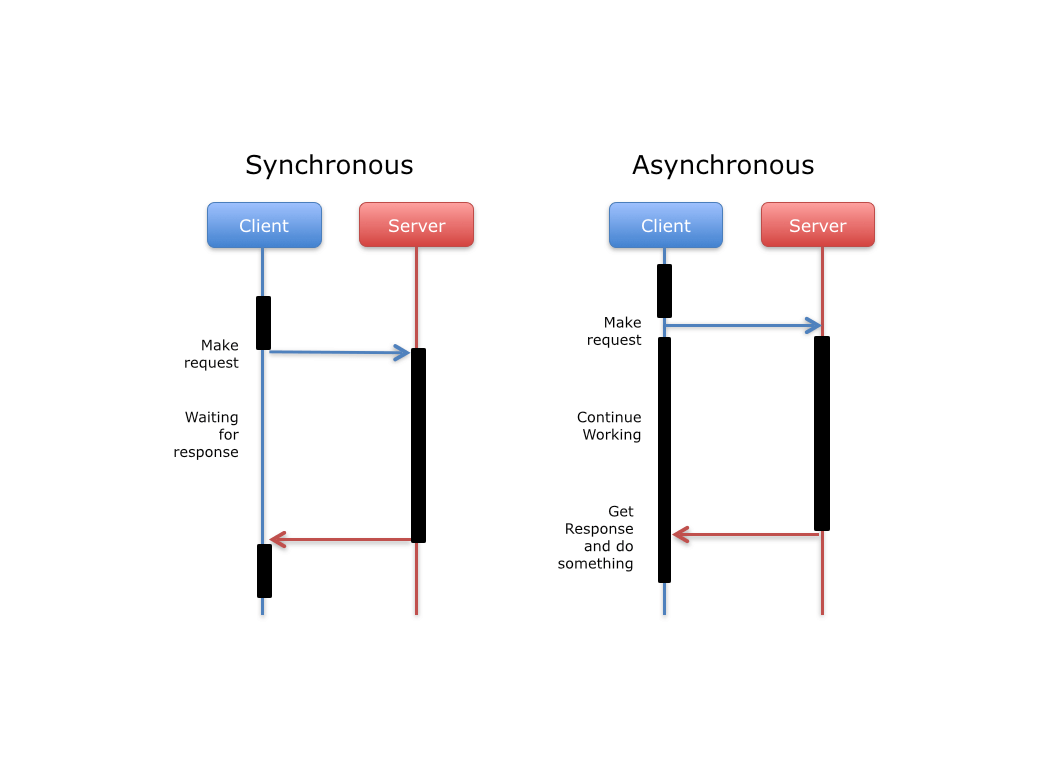 Synchronous
Asynchronous
Client
Server
Client
Server
Make
request
Waiting
for
response
Make
request
Continue
Working
Get
Response
and do
something